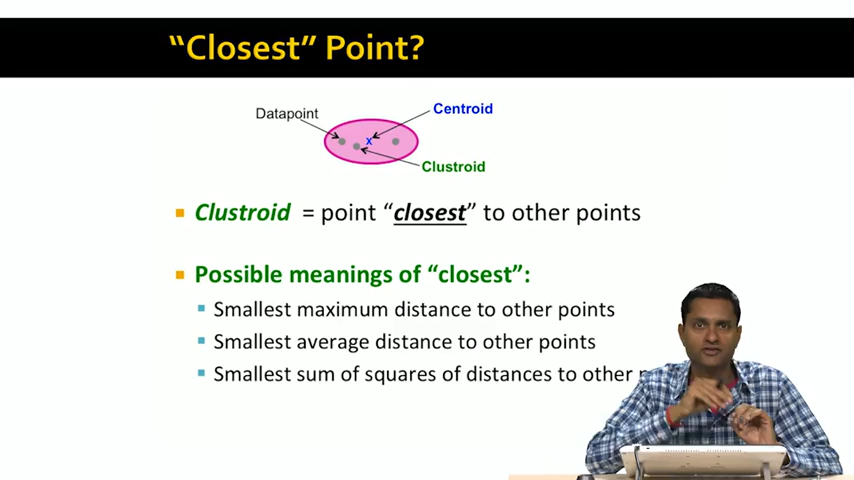 “Closest” Point?
Datapoint
Centroid
Clustroid
Clustroid = point “closest” to other points
Possible meanings of “closest”:
Smallest maximum distance to other points
Smallest average distance to other points
Smallest sum of squares of distances to other